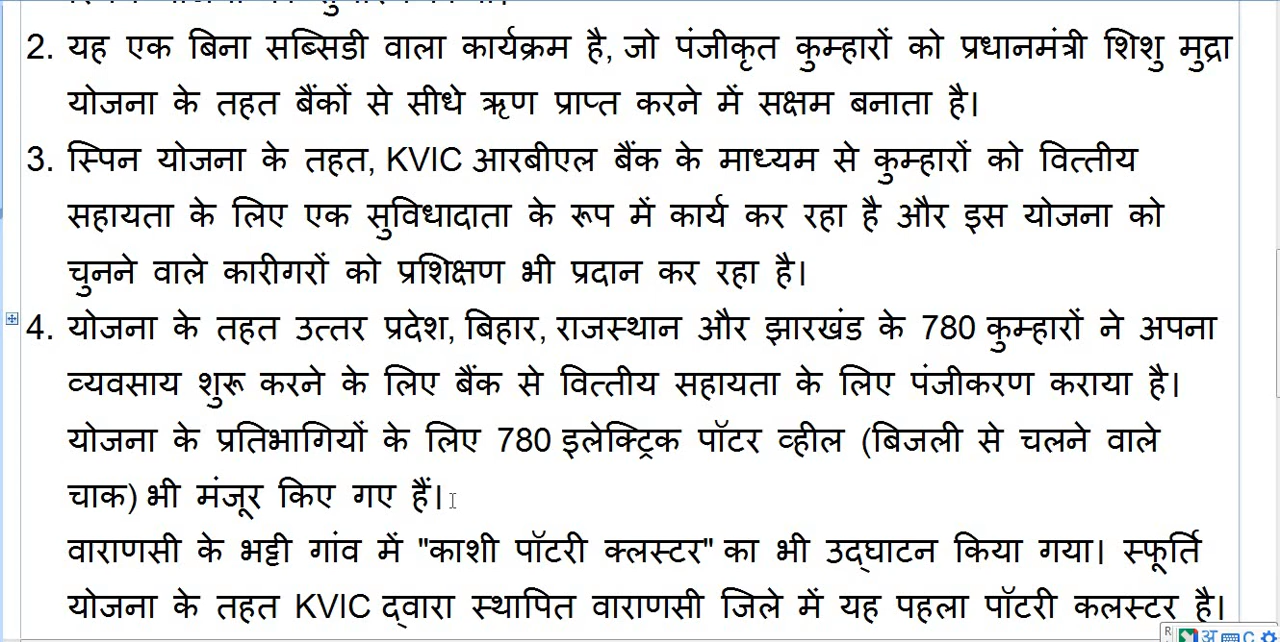 2. यह एक बिना सब्सिडी वाला कार्यक्रम है, जो पंजीकृत कुम्हारों को प्रधानमंत्री शिशु मुद्रा
योजना के तहत बैंकों से सीधे ऋण प्राप्त करने में सक्षम बनाता है।
3. स्पिन योजना के तहत, KVIC आरबीएल बैंक के माध्यम से कुम्हारों को वित्तीय
सहायता के लिए एक सुविधादाता के रूप में कार्य कर रहा है और इस योजना को
चुनने वाले कारीगरों को प्रशिक्षण भी प्रदान कर रहा है।
4. योजना के तहत उत्तर प्रदेश, बिहार, राजस्थान और झारखंड के 780 कुम्हारों ने अपना
व्यवसाय शुरू करने के लिए बैंक से वित्तीय सहायता के लिए पंजीकरण कराया है।
योजना के प्रतिभागियों के लिए 780 इलेक्ट्रिक पॉटर व्हील (बिजली से चलने वाले
चाक) भी मंजूर किए गए हैं।
वाराणसी के भट्टी गांव में "काशी पॉटरी क्लस्टर" का भी उद्घाटन किया गया। स्फूर्ति
योजना के तहत KVIC द्वारा स्थापित वाराणसी जिले में यह पहला पॉटरी कलस्टर है।
R अ C